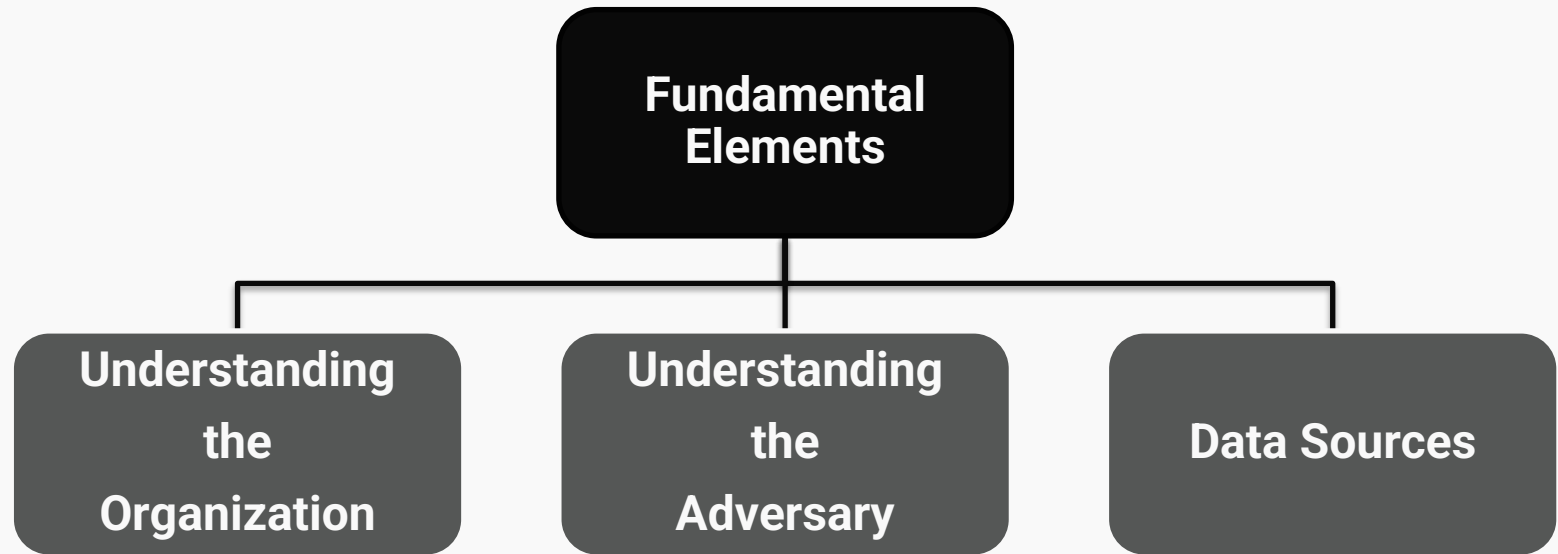 Fundamental
Elements
Understanding
the
Organization
Understanding
the
Adversary
Data Sources